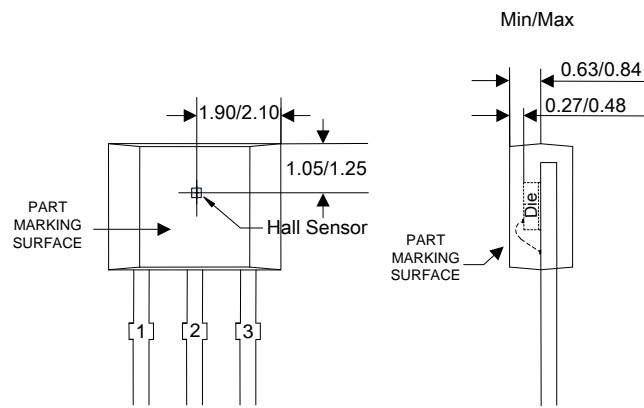 Min/Max
0.63/0.84
0.27/0.48
1.90/2.10
1.05/1.25
Hall Sensor
PART
MARKING
SURFACE
Die
PART
MARKING
SURFACE
1 2 3